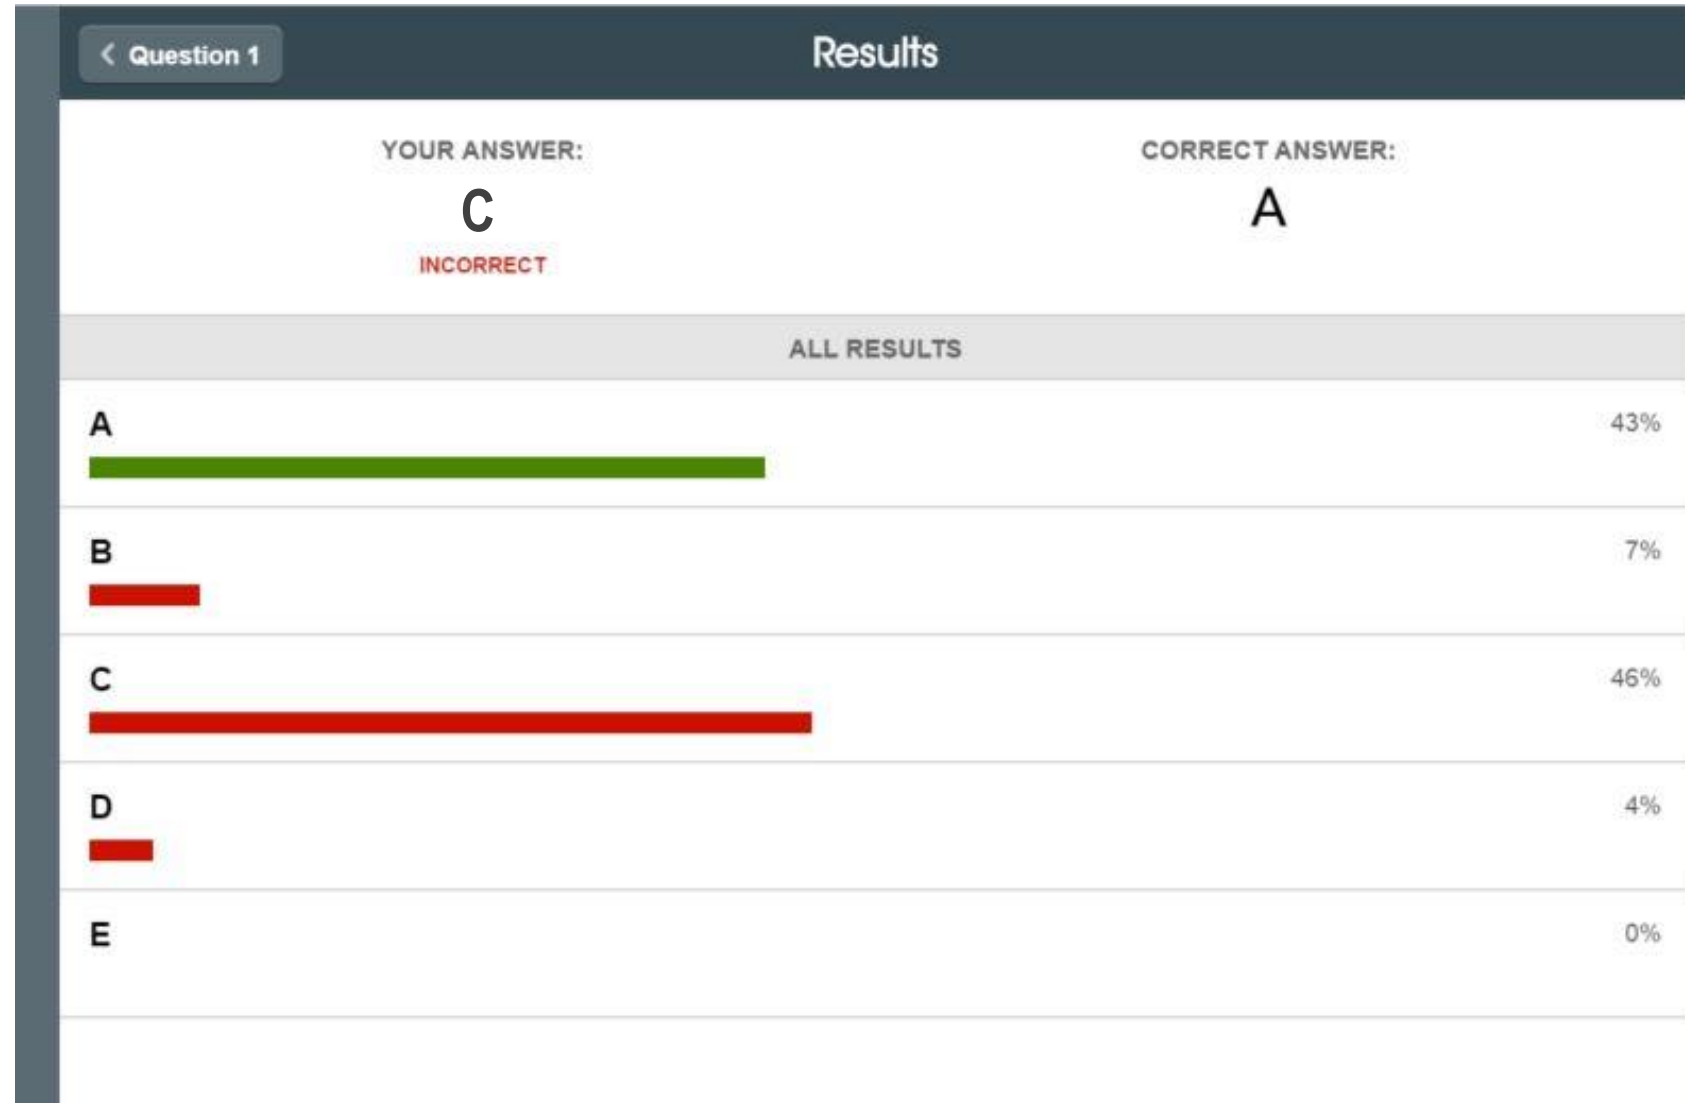 Question 1
Results
YOUR ANSWER:
C
INCORRECT
CORRECT ANSWER:
A
ALL RESULTS
A 43%
B 7%
C 46%
D 4%
E 0%